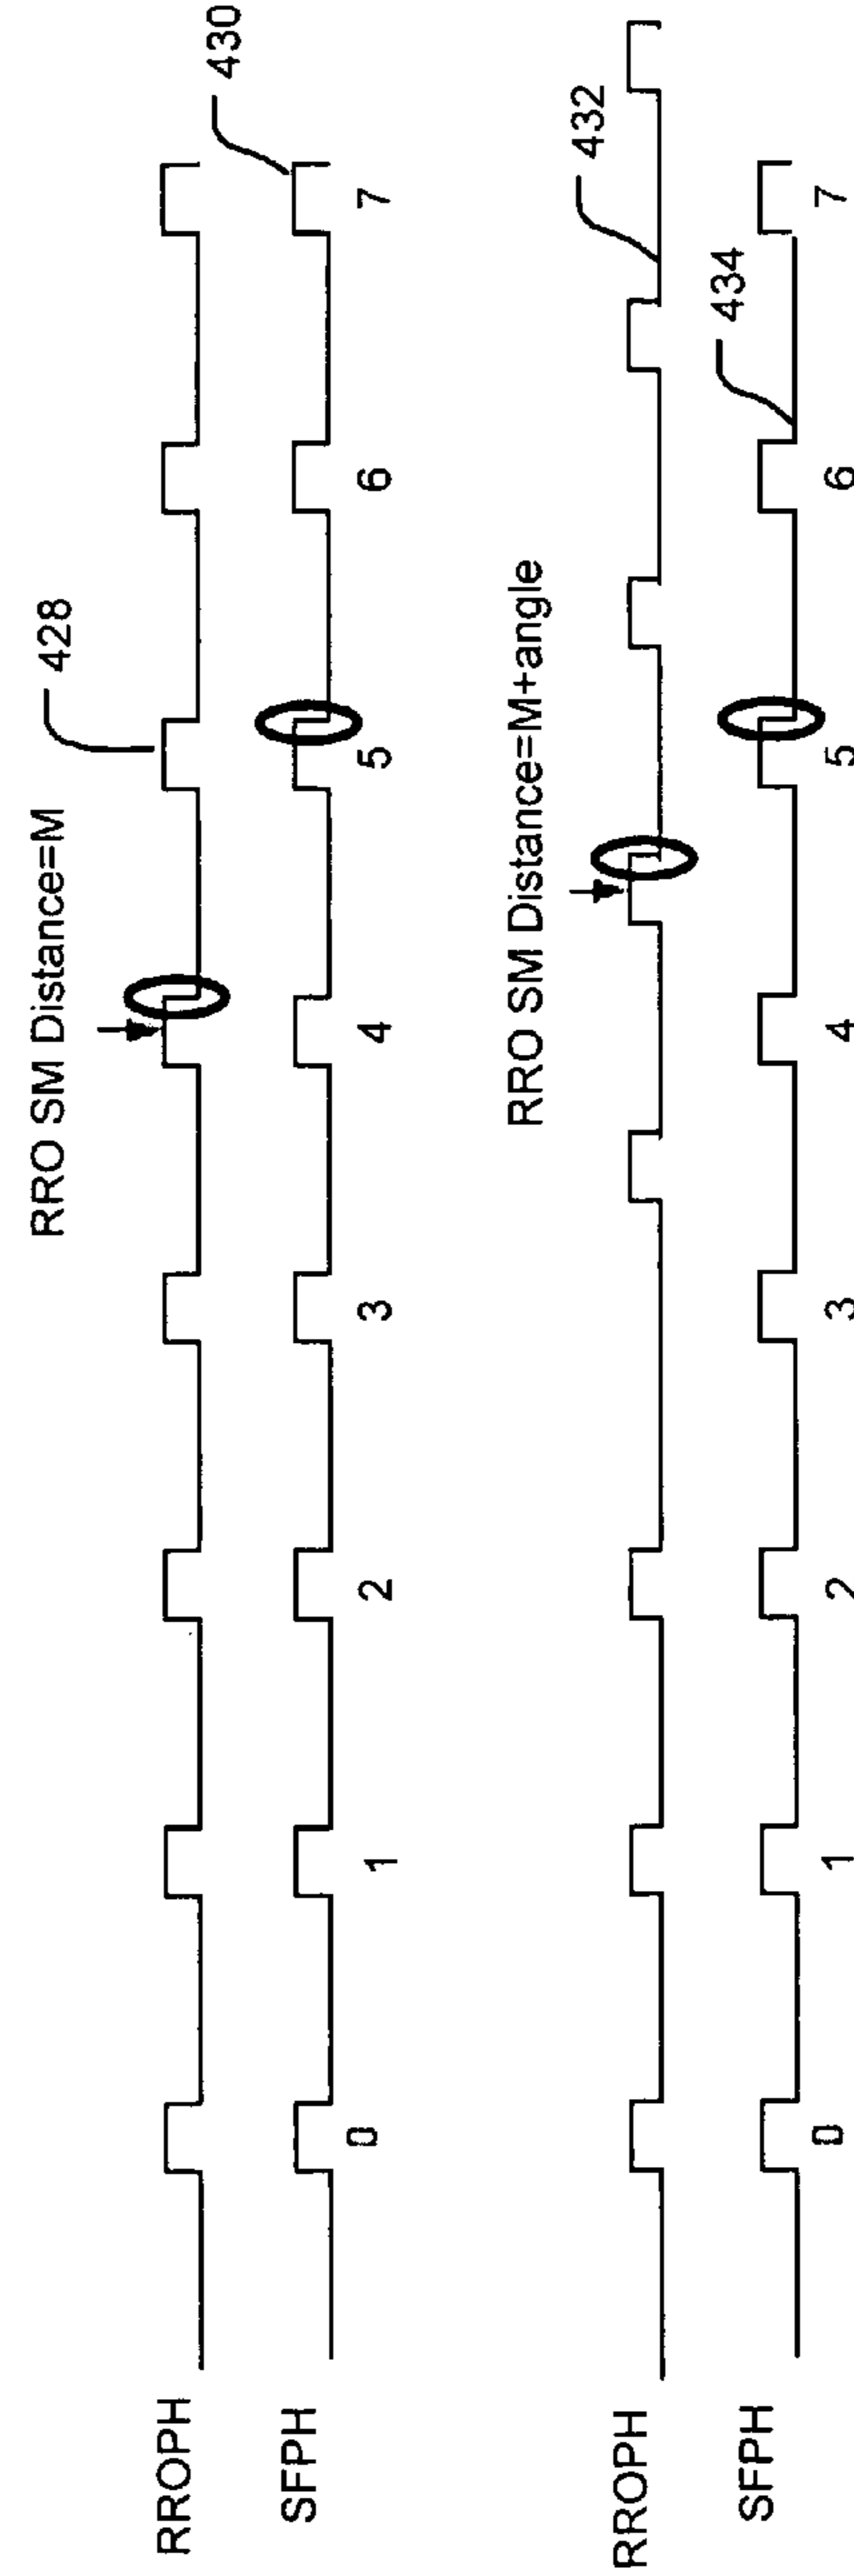 RRO SM Distance=M
428
430
RROPH
SFPH
0 1 2 3 4 5 6 7
RRO SM Distance=M+angle
432
RROPH
434
SFPH
0 1 2 3 4 5 6 7